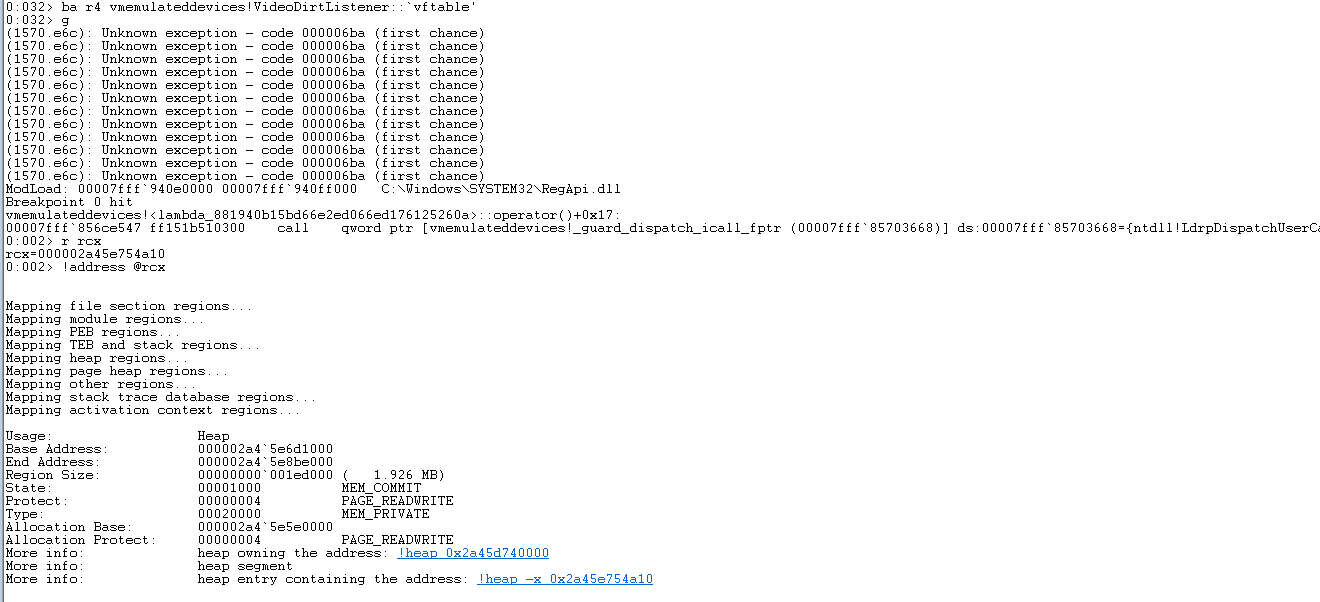 0:032> ba r4 vmemulateddevices!VideoDirtListener::`vftable'
0:032> g
(1570.e6c): Unknown exception - code 000006ba (first chance)
(1570.e6c): Unknown exception - code 000006ba (first chance)
(1570.e6c): Unknown exception - code 000006ba (first chance)
(1570.e6c): Unknown exception - code 000006ba (first chance)
(1570.e6c): Unknown exception - code 000006ba (first chance)
(1570.e6c): Unknown exception - code 000006ba (first chance)
(1570.e6c): Unknown exception - code 000006ba (first chance)
(1570.e6c): Unknown exception - code 000006ba (first chance)
(1570.e6c): Unknown exception - code 000006ba (first chance)
(1570.e6c): Unknown exception - code 000006ba (first chance)
(1570.e6c): Unknown exception - code 000006ba (first chance)
(1570.e6c): Unknown exception - code 000006ba (first chance)
ModLoad: 00007fff`940e0000 00007fff`940ff000   C:\Windows\SYSTEM32\RegApi.dll
Breakpoint 0 hit
vmemulateddevices!<lambda_881940b15bd66e2ed066ed176125260a>::operator()+0x17:
00007fff`856ce547 ff151b510300    call    qword ptr [vmemulateddevices!_guard_dispatch_icall_fptr (00007fff`85703668)] ds:00007fff`85703668={ntdll!LdrpDispatchUserCa
0:002> r rcx
rcx=000002a45e754a10
0:002> !address @rcx
Mapping file section regions...
Mapping module regions...
Mapping PEB regions...
Mapping TEB and stack regions...
Mapping heap regions...
Mapping page heap regions...
Mapping other regions...
Mapping stack trace database regions...
Mapping activation context regions...
Usage:                  Heap
Base Address:           000002a4`5e6d1000
End Address:            000002a4`5e8be000
Region Size:            00000000`001ed000 (   1.926 MB)
State:                  00001000          MEM_COMMIT
Protect:                00000004          PAGE_READWRITE
Type:                   00020000          MEM_PRIVATE
Allocation Base:        000002a4`5e5e0000
Allocation Protect:     00000004          PAGE_READWRITE
More info:              heap owning the address: !heap 0x2a45d740000
More info:              heap segment
More info:              heap entry containing the address: !heap -x 0x2a45e754a10